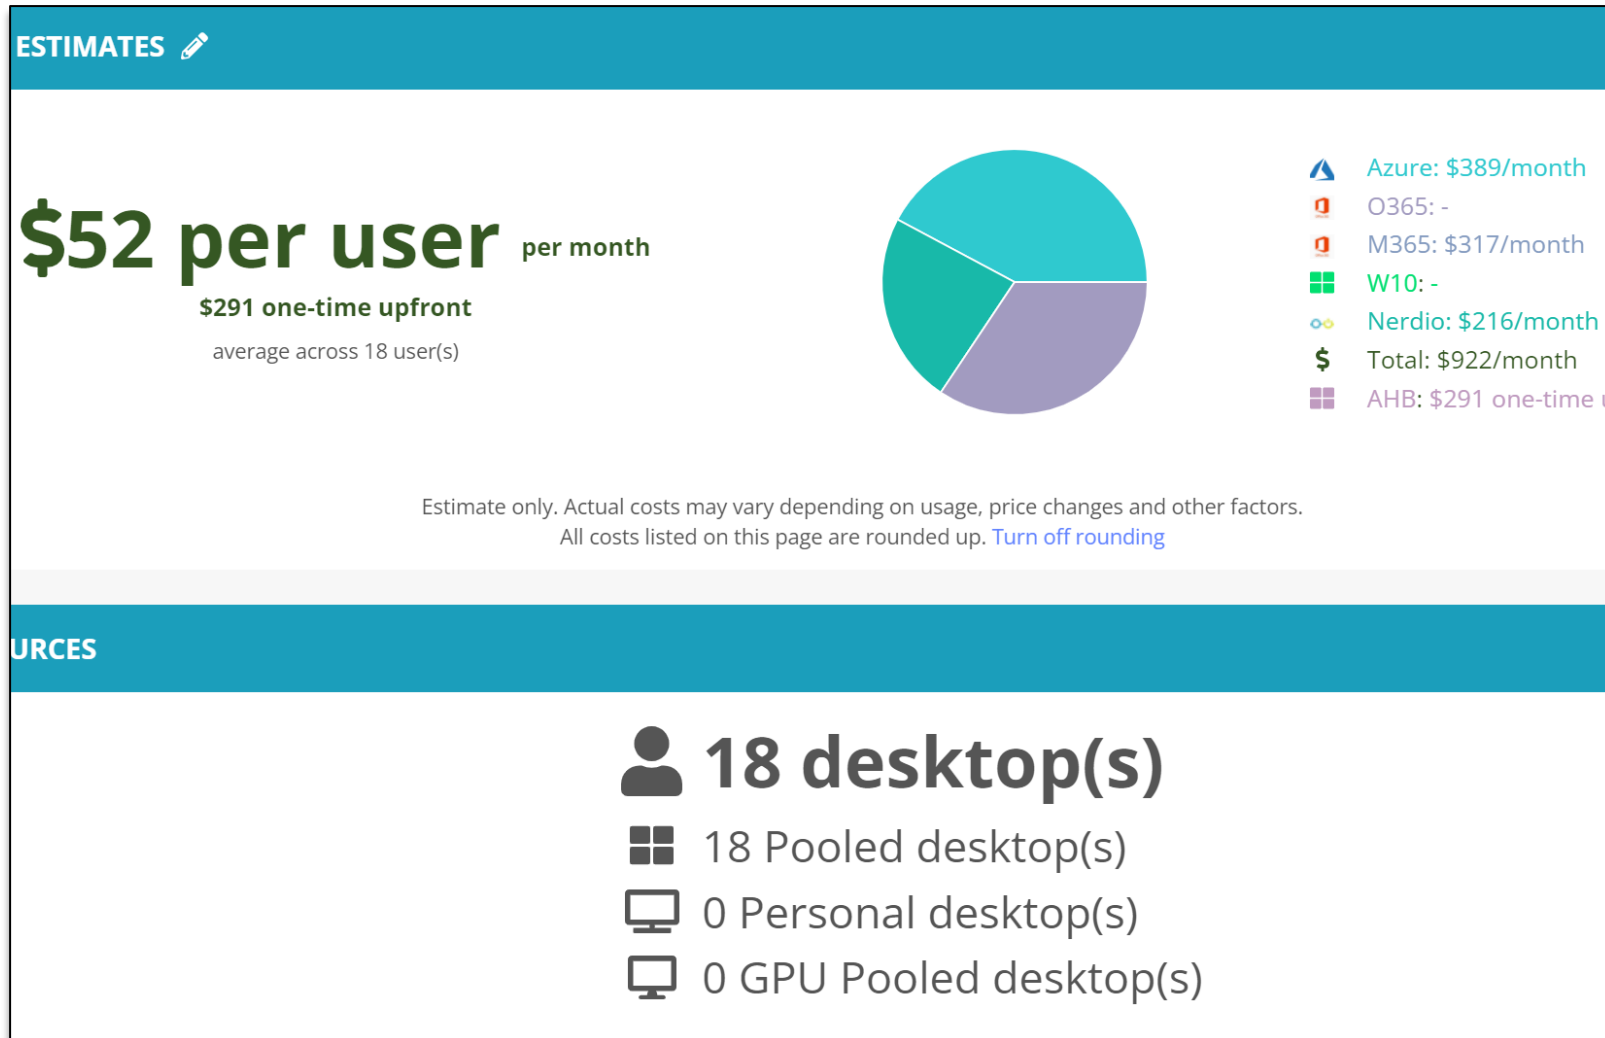 ESTIMATES
$52 per user per month
$291 one-time upfront
average across 18 user(s)
Azure: $389/month
O365: -
M365: $317/month
W10: -
Nerdio: $216/month
$ Total: $922/month
AHB: $291 one-time
Estimate only. Actual costs may vary depending on usage, price changes and other factors.
All costs listed on this page are rounded up. Turn off rounding
URCES
18 desktop(s)
18 Pooled desktop(s)
0 Personal desktop(s)
0 GPU Pooled desktop(s)